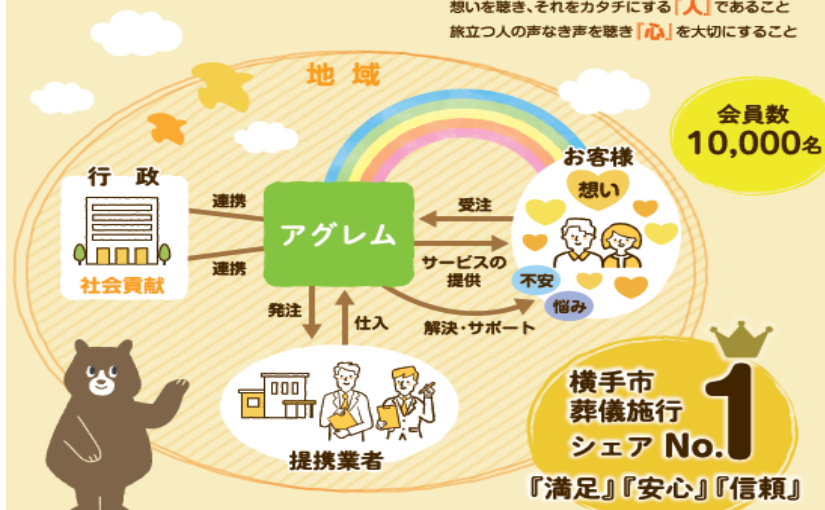 想いを聴き、それをカタチにする『人』であること
旅立つ人の声なき声を聴き『心』を大切にすること
地域
会員数
10,000名
行政
社会貢献
連携
連携
アグレム
お客様
想い
不安
悩み
受注
サービスの
提供
解決・サポート
発注
仕入
提携業者
横手市
葬儀施行
シェア No.1
『満足』『安心』『信頼』